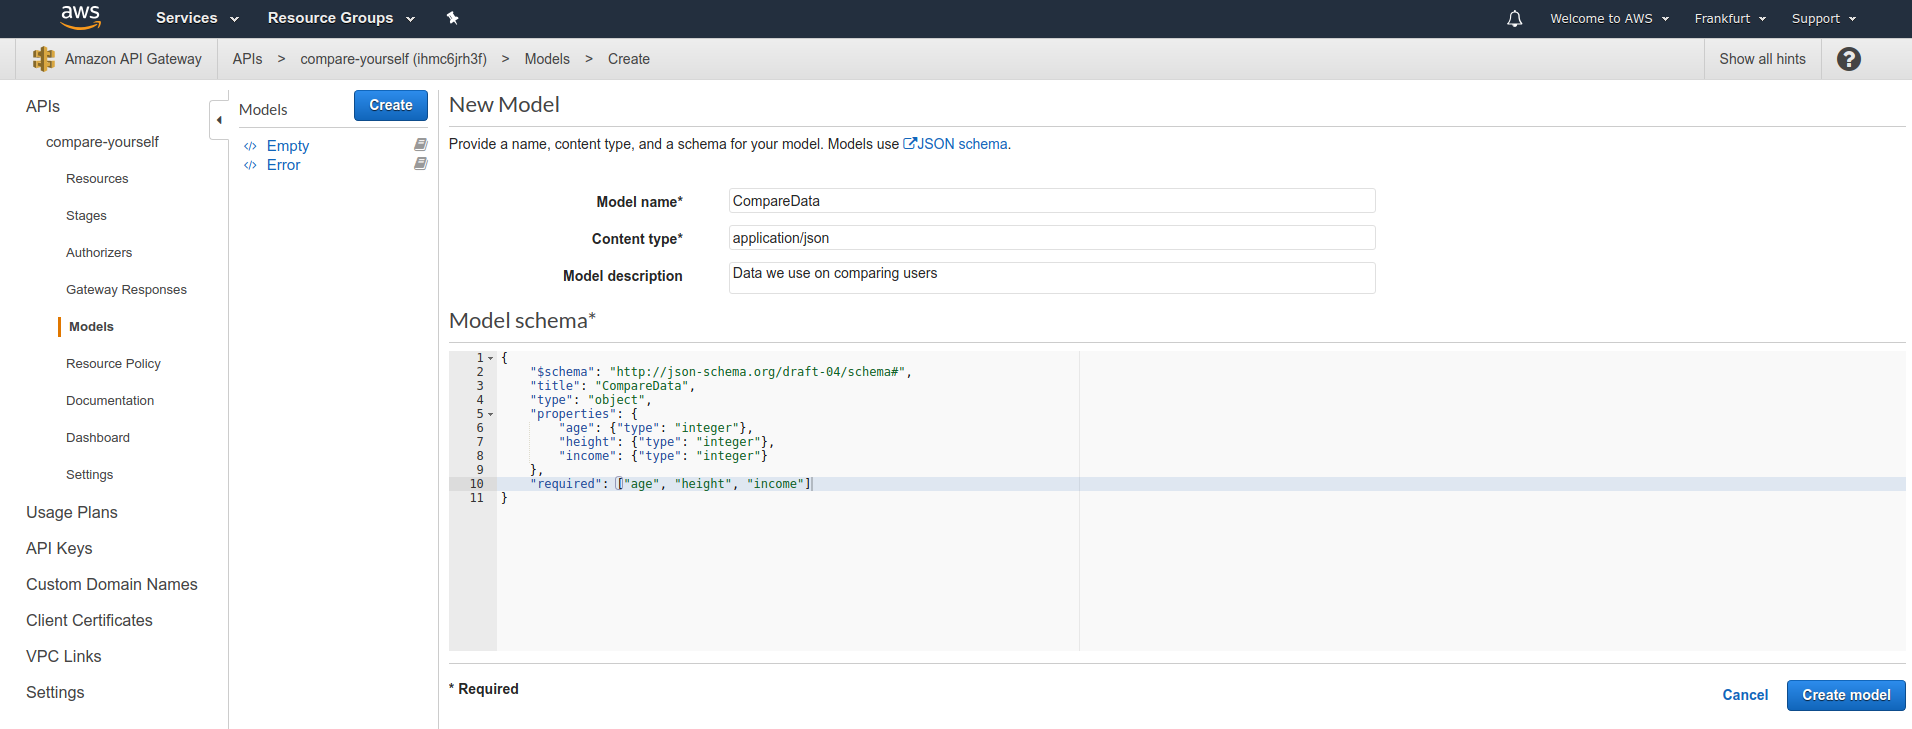 aws Services Resource Groups Welcome to AWS Frankfurt Support
Amazon API Gateway APIs > compare-yourself (ihmc6jrh3f) > Models > Create Show all hints ?
APIs
compare-yourself
Resources
Stages
Authorizers
Gateway Responses
Models
Resource Policy
Documentation
Dashboard
Settings
Usage Plans
API Keys
Custom Domain Names
Client Certificates
VPC Links
Settings
Models Create
</> Empty
</> Error
New Model
Provide a name, content type, and a schema for your model. Models use JSON schema.
Model name* CompareData
Content type* application/json
Model description Data we use on comparing users
Model schema*
1 {
2 "$schema": "http://json-schema.org/draft-04/schema#",
3 "title": "CompareData",
4 "type": "object",
5 "properties": {
6 "age": {"type": "integer"},
7 "height": {"type": "integer"},
8 "income": {"type": "integer"}
9 },
10 "required": ["age", "height", "income"]
11 }
* Required
Cancel Create model